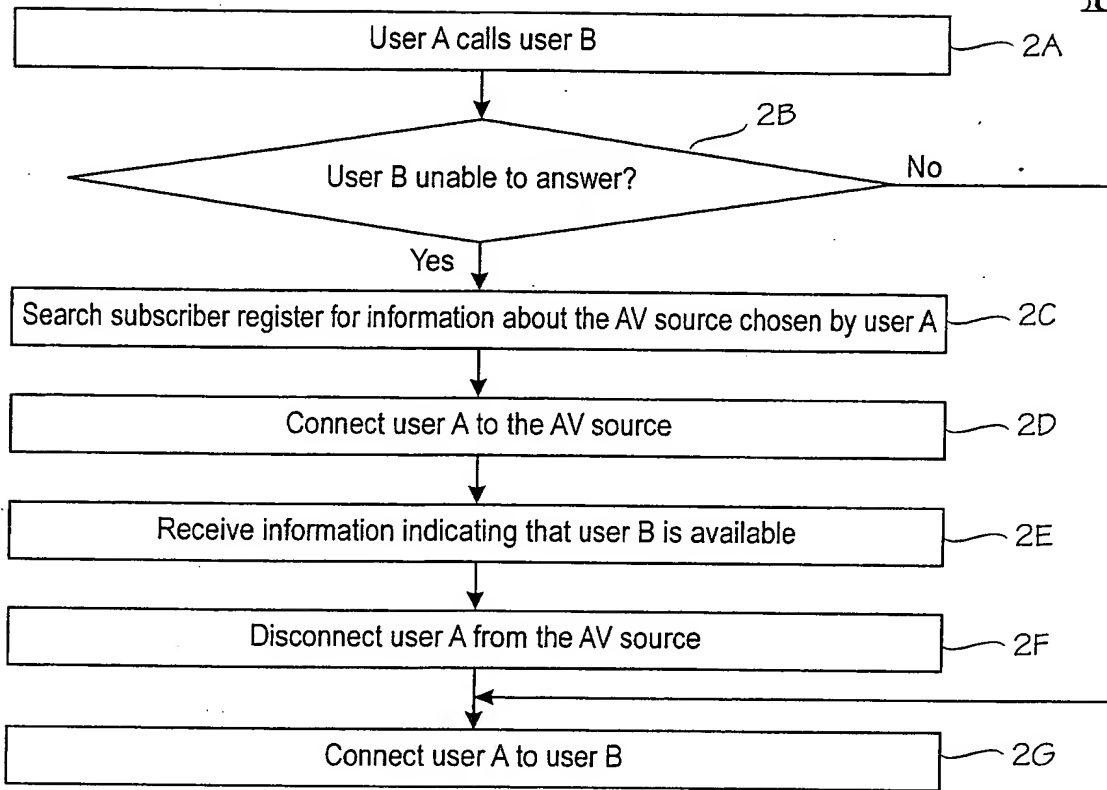 User A calls user B
2A
2B
User B unable to answer?
No
Yes
Search subscriber register for information about the AV source chosen by user A
2C
Connect user A to the AV source
2D
Receive information indicating that user B is available
2E
Disconnect user A from the AV source
2F
Connect user A to user B
2G